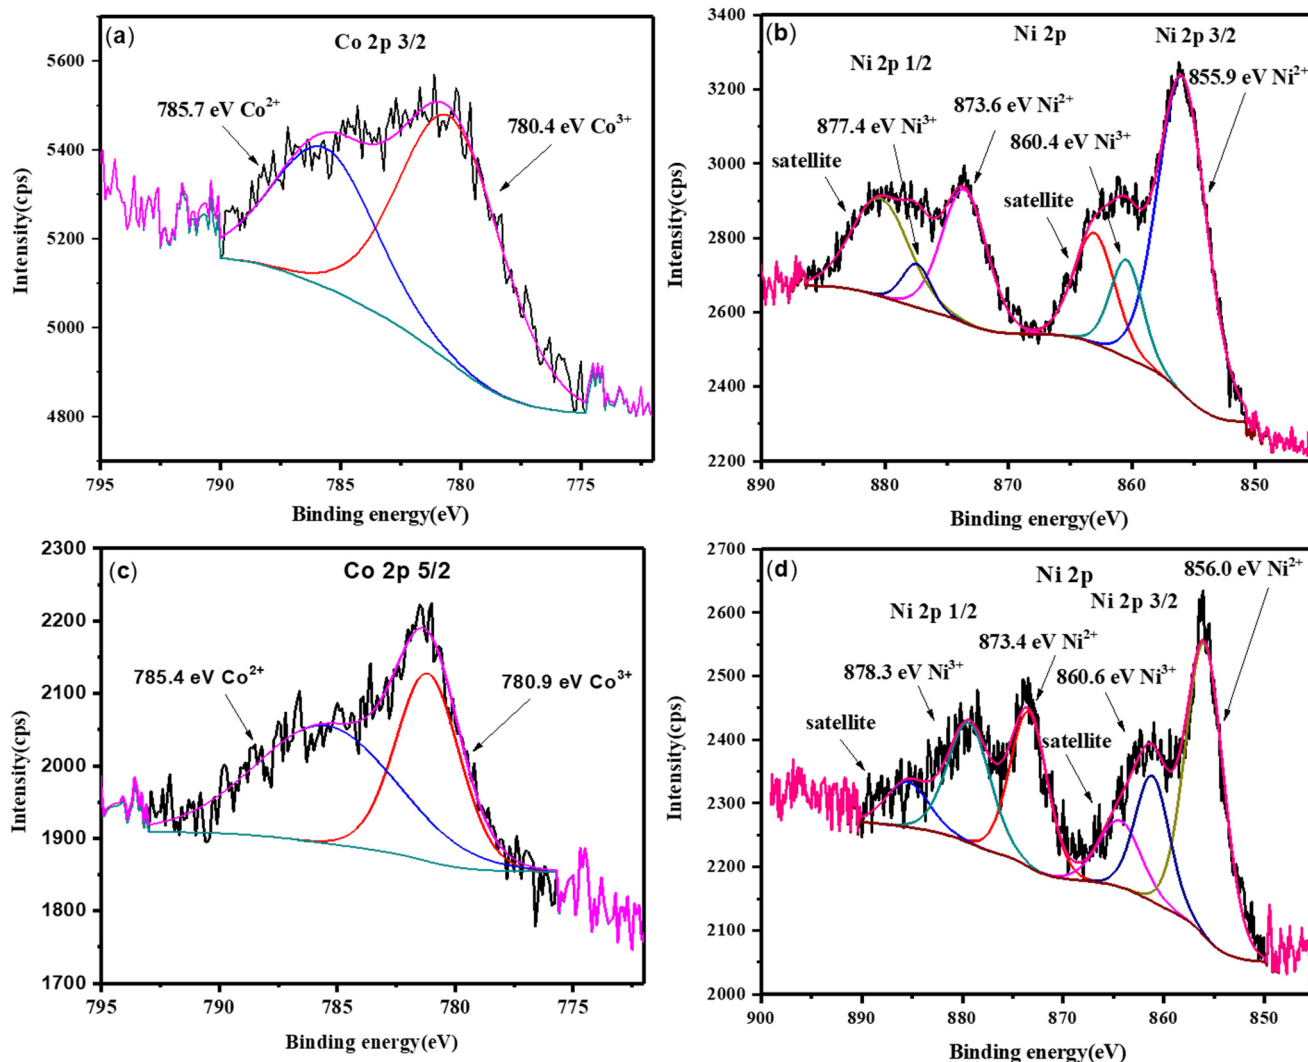 (a)
Co 2p 3/2
785.7 eV Co²⁺
780.4 eV Co³⁺
Intensity(cps)
5600
5400
5200
5000
4800
795 790 785 780 775
Binding energy(eV)
(b)
Ni 2p
Ni 2p 3/2
Ni 2p 1/2
855.9 eV Ni²⁺
873.6 eV Ni²⁺
877.4 eV Ni³⁺
860.4 eV Ni³⁺
satellite
satellite
Intensity(cps)
3400
3200
3000
2800
2600
2400
2200
890 880 870 860 850
Binding energy(eV)
(c)
Co 2p 5/2
785.4 eV Co²⁺
780.9 eV Co³⁺
Intensity(cps)
2300
2200
2100
2000
1900
1800
1700
795 790 785 780 775
Binding energy(eV)
(d)
Ni 2p
856.0 eV Ni²⁺
Ni 2p 1/2
Ni 2p 3/2
873.4 eV Ni²⁺
878.3 eV Ni³⁺
860.6 eV Ni³⁺
satellite
satellite
Intensity(cps)
2700
2600
2500
2400
2300
2200
2100
2000
900 890 880 870 860 850
Binding energy(eV)